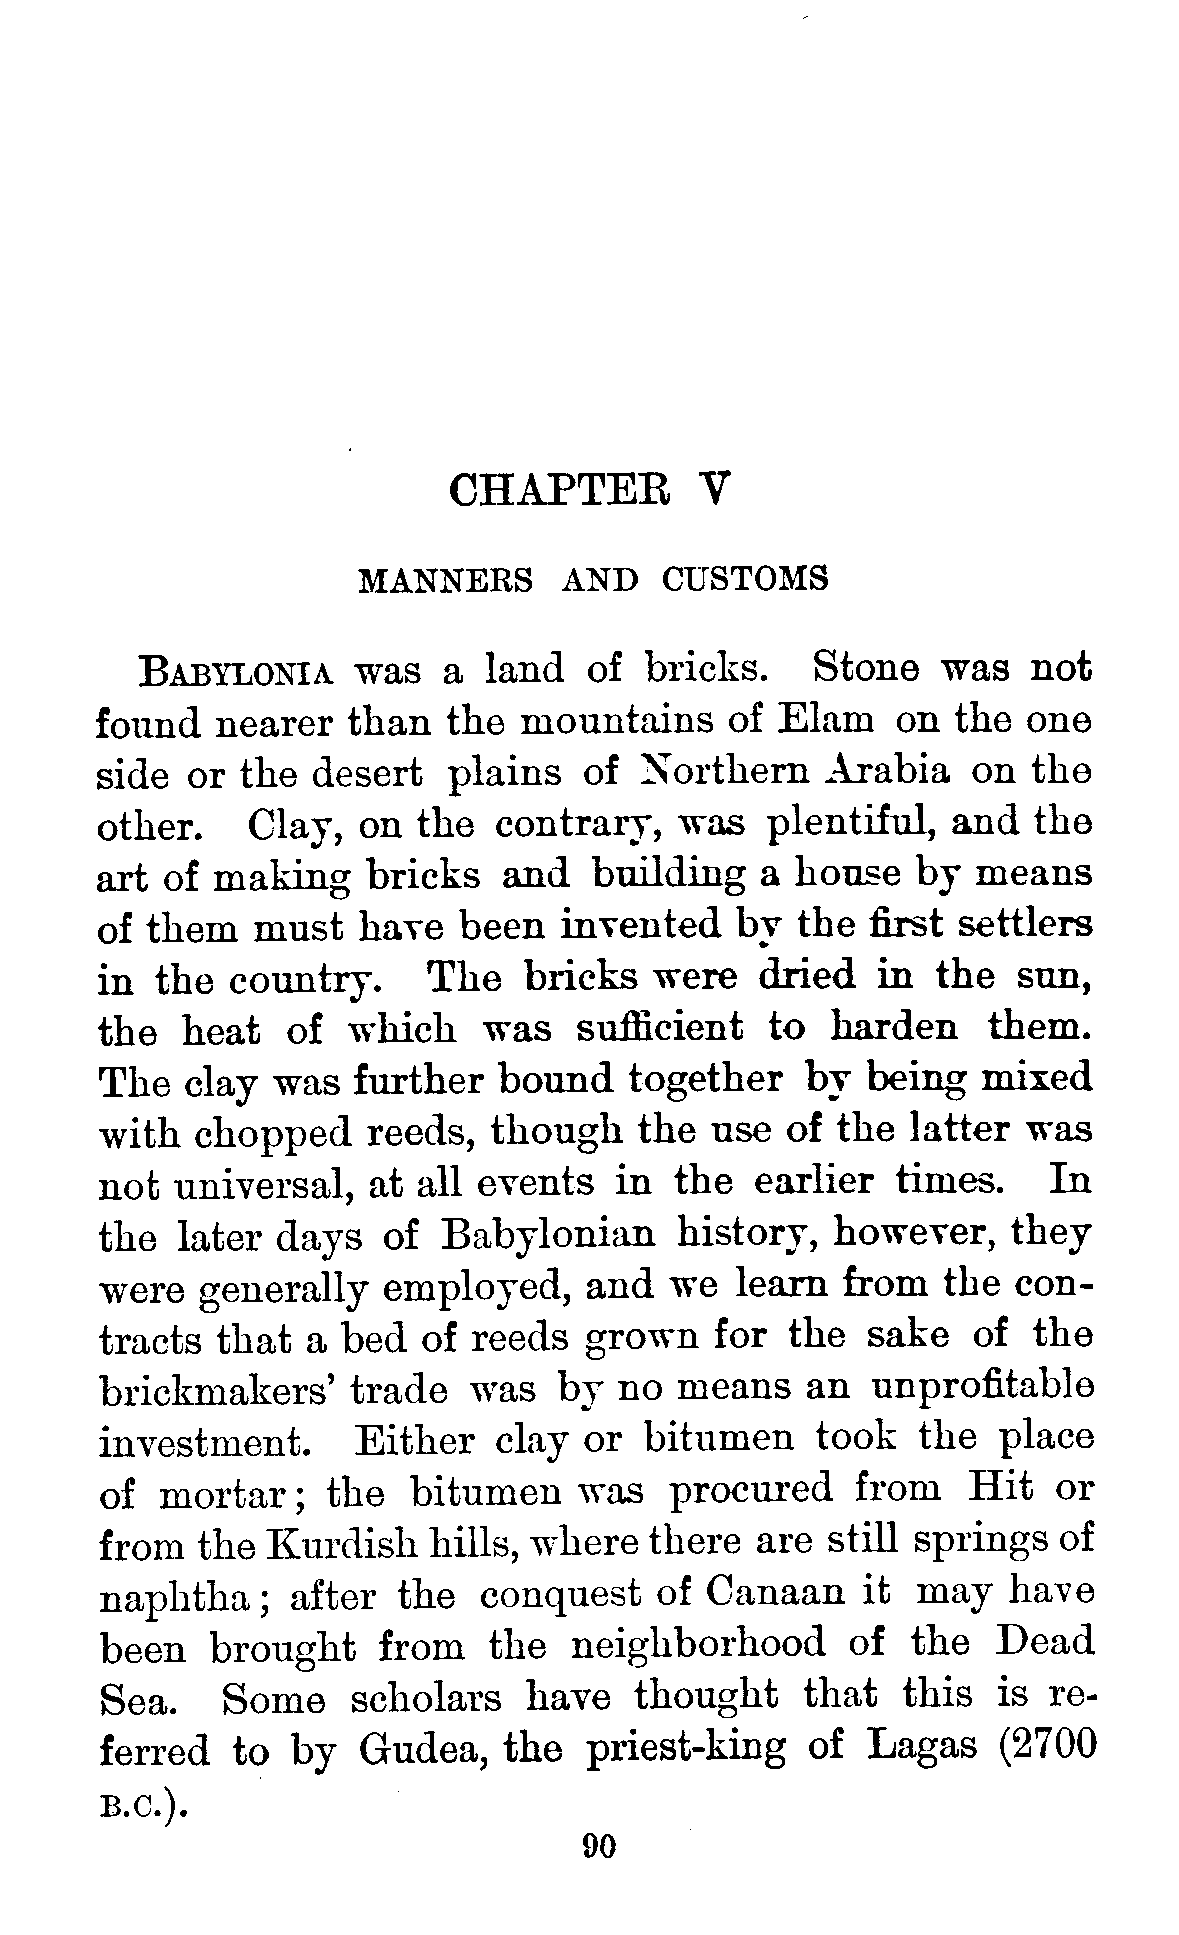 CHAPTER V
MANNERS AND CUSTOMS
BABYLONIA was a land of bricks. Stone was not
found nearer than the mountains of Elam on the one
side or the desert plains of Northern Arabia on the
other. Clay, on the contrary, was plentiful, and the
art of making bricks and building a house by means
of them must have been invented by the first settlers
in the country. The bricks were dried in the sun,
the heat of which was sufficient to harden them.
The clay was further bound together by being mixed
with chopped reeds, though the use of the latter was
not universal, at all events in the earlier times. In
the later days of Babylonian history, however, they
were generally employed, and we learn from the con-
tracts that a bed of reeds grown for the sake of the
brickmakers' trade was by no means an unprofitable
investment. Either clay or bitumen took the place
of mortar; the bitumen was procured from Hit or
from the Kurdish hills, where there are still springs of
naphtha; after the conquest of Canaan it may have
been brought from the neighborhood of the Dead
Sea. Some scholars have thought that this is re-
ferred to by Gudea, the priest-king of Lagas (2700
B.C.).
90